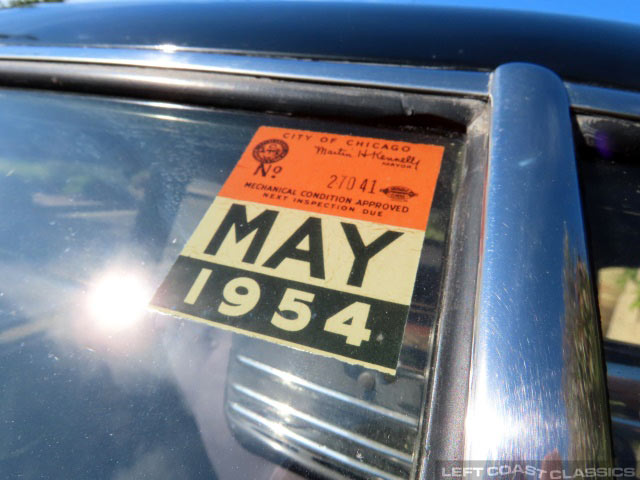 CITY OF CHICAGO
Martin H Kennelly
MAYOR
No 27041
MECHANICAL CONDITION APPROVED
NEXT INSPECTION DUE
MAY
1954
LEFT COAST CLASSICS